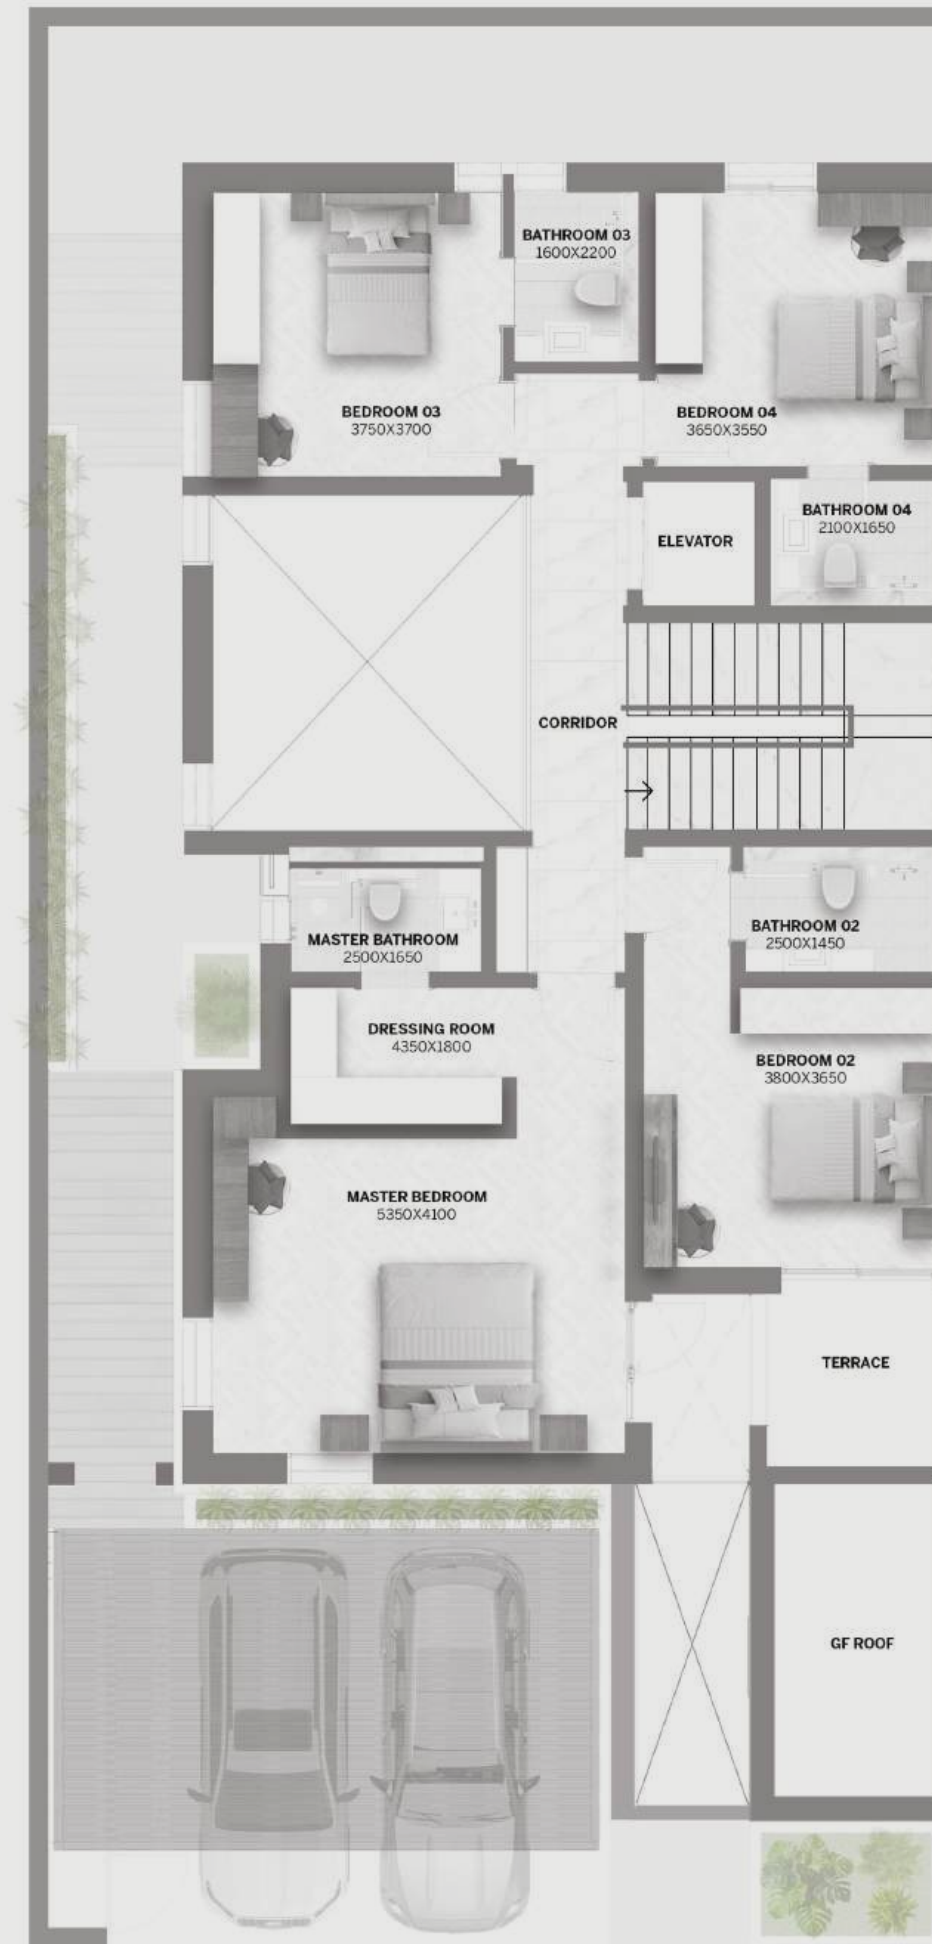 BATHROOM 03
1600X2200
BEDROOM 03
3750X3700
BEDROOM 04
3650X3550
BATHROOM 04
2100X1650
ELEVATOR
CORRIDOR
MASTER BATHROOM
2500X1650
BATHROOM 02
2500X1450
DRESSING ROOM
4350X1800
BEDROOM 02
3800X3650
MASTER BEDROOM
5350X4100
TERRACE
GF ROOF